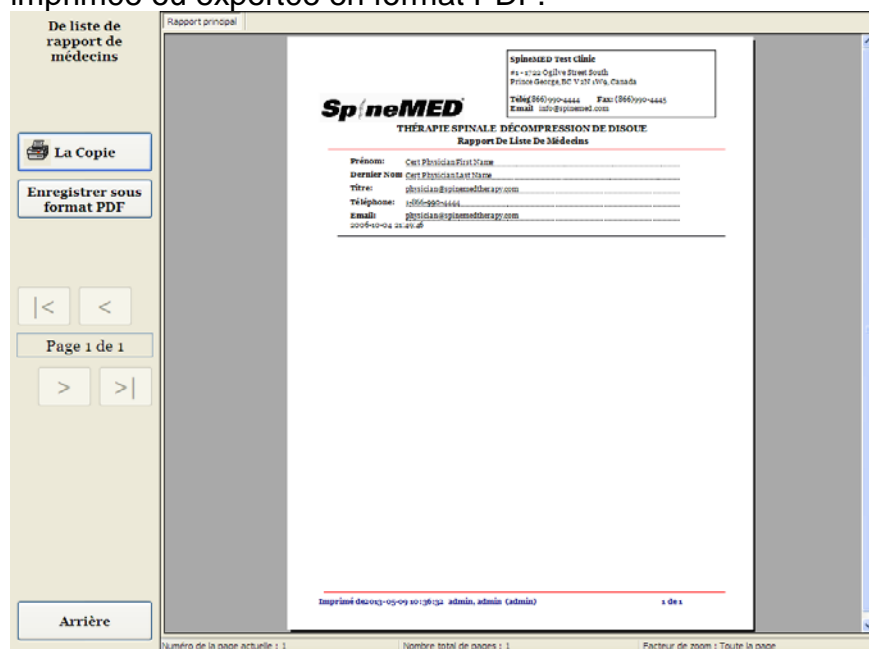 imprimée ou exportée en format PDF.
De liste de
rapport de
médecins
La Copie
Enregistrer sous
format PDF
|<
<
Page 1 de 1
>
>|
Arrière
Rapport principal
SpineMED Test Clinic
#1 - 1722 Ogilve Street South
Prince George, BC V2N 1W9, Canada
Télé(866)990-4444 Fax: (866)990-4445
Email info@spinemed.com
SpineMED
THÉRAPIE SPINALE DÉCOMPRESSION DE DISQUE
Rapport De Liste De Médecins
Prénom: Cert Physician First Name
Dernier Nom Cert Physician Last Name
Titre: physician@spinemedtherapy.com
Téléphone: 1-866-990-4444
Email: physician@spinemedtherapy.com
2006-10-04 21:49:46
Imprimé de2013-05-09 10:36:32 admin, admin (admin) 1 de 1
Numéro de la page actuelle : 1 Nombre total de pages : 1 Facteur de zoom : Toute la page